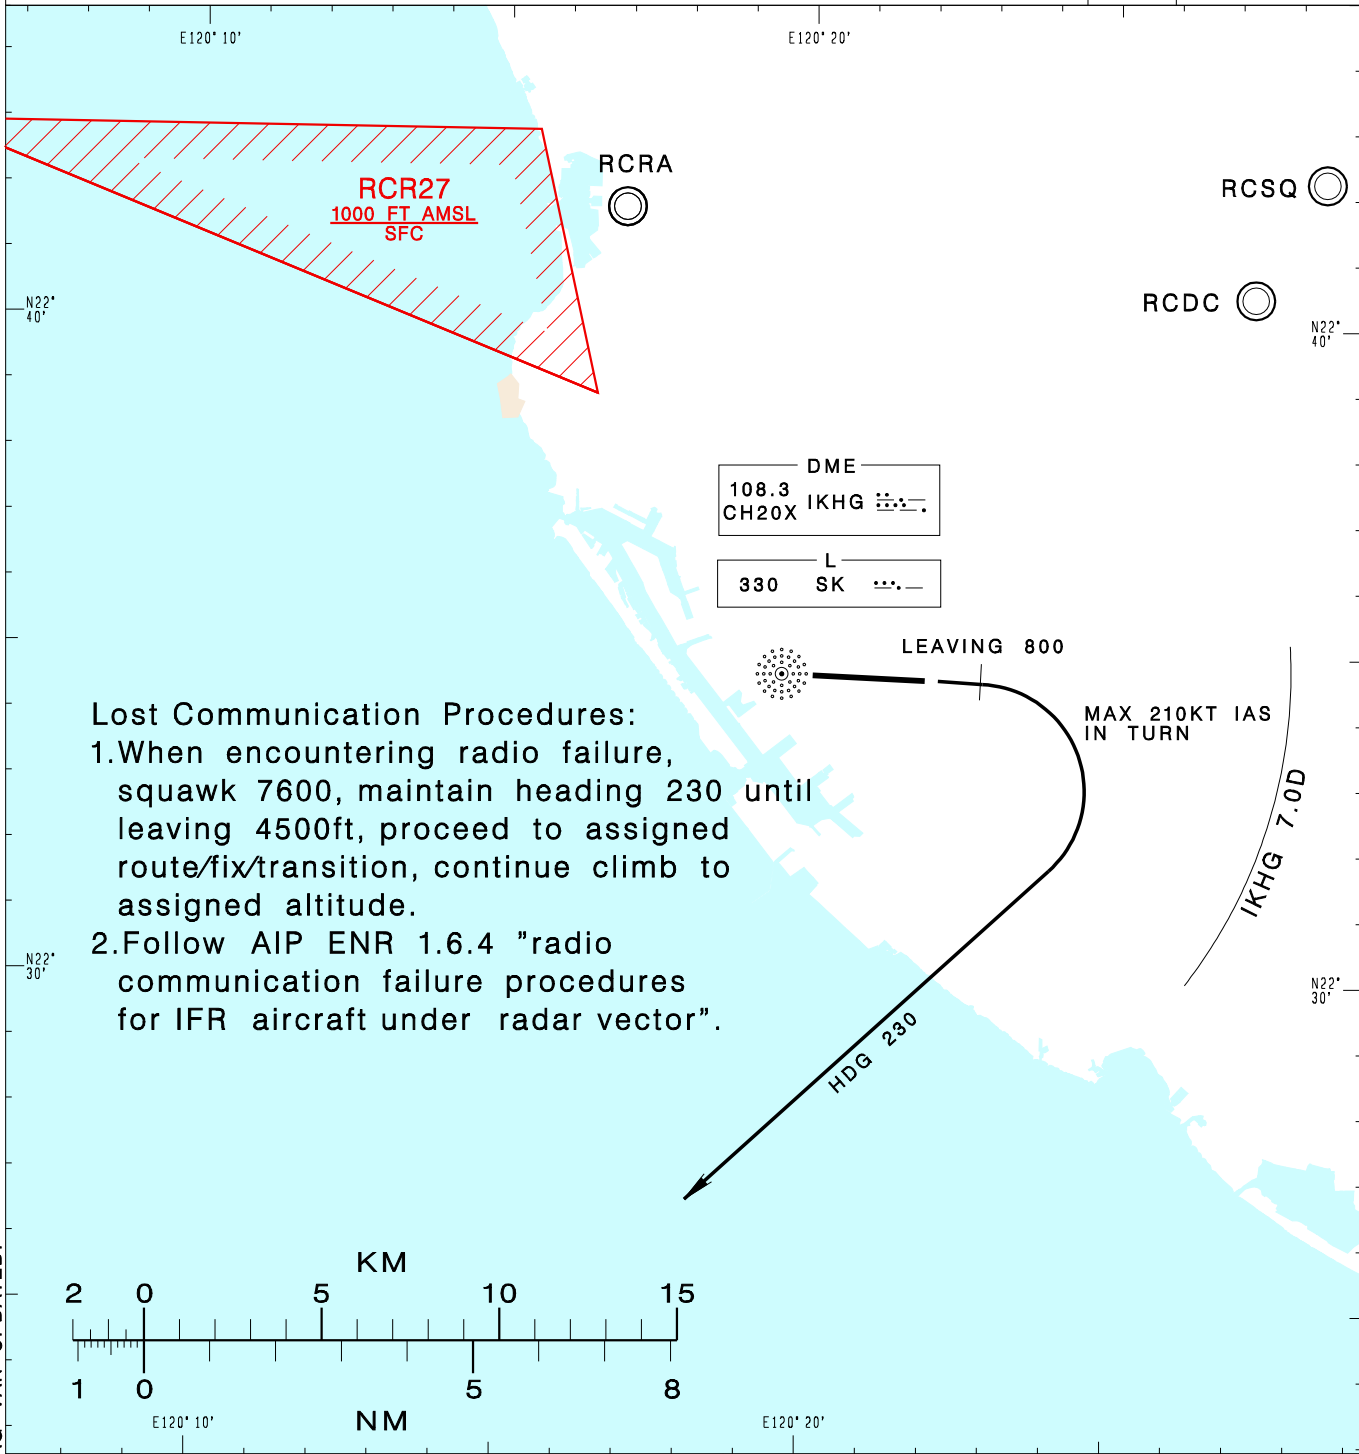 E120° 10'
E120° 20'
RCRA
RCSQ
RCR27
1000 FT AMSL
SFC
RCDC
N22°
40'
N22°
40'
DME
108.3
CH20X
IKHG
L
330 SK
LEAVING 800
MAX 210KT IAS
IN TURN
IKHG 7.0D
Lost Communication Procedures:
1.When encountering radio failure,
squawk 7600, maintain heading 230 until
leaving 4500ft, proceed to assigned
route/fix/transition, continue climb to
assigned altitude.
2.Follow AIP ENR 1.6.4 "radio
communication failure procedures
for IFR aircraft under radar vector".
N22°
30'
N22°
30'
HDG 230
KM
2 0 5 10 15
1 0 5 8
NM
E120° 10'
E120° 20'